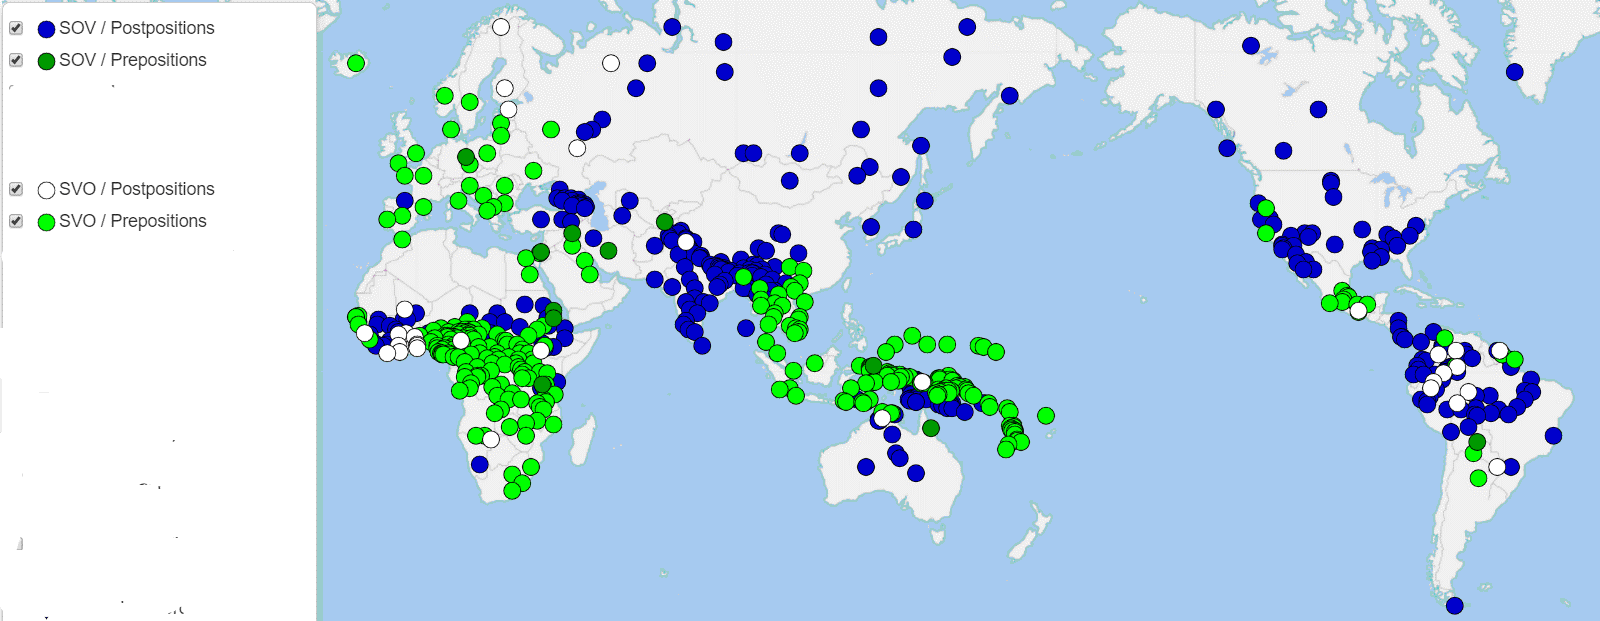 SOV / Postpositions
SOV / Prepositions
SVO / Postpositions
SVO / Prepositions